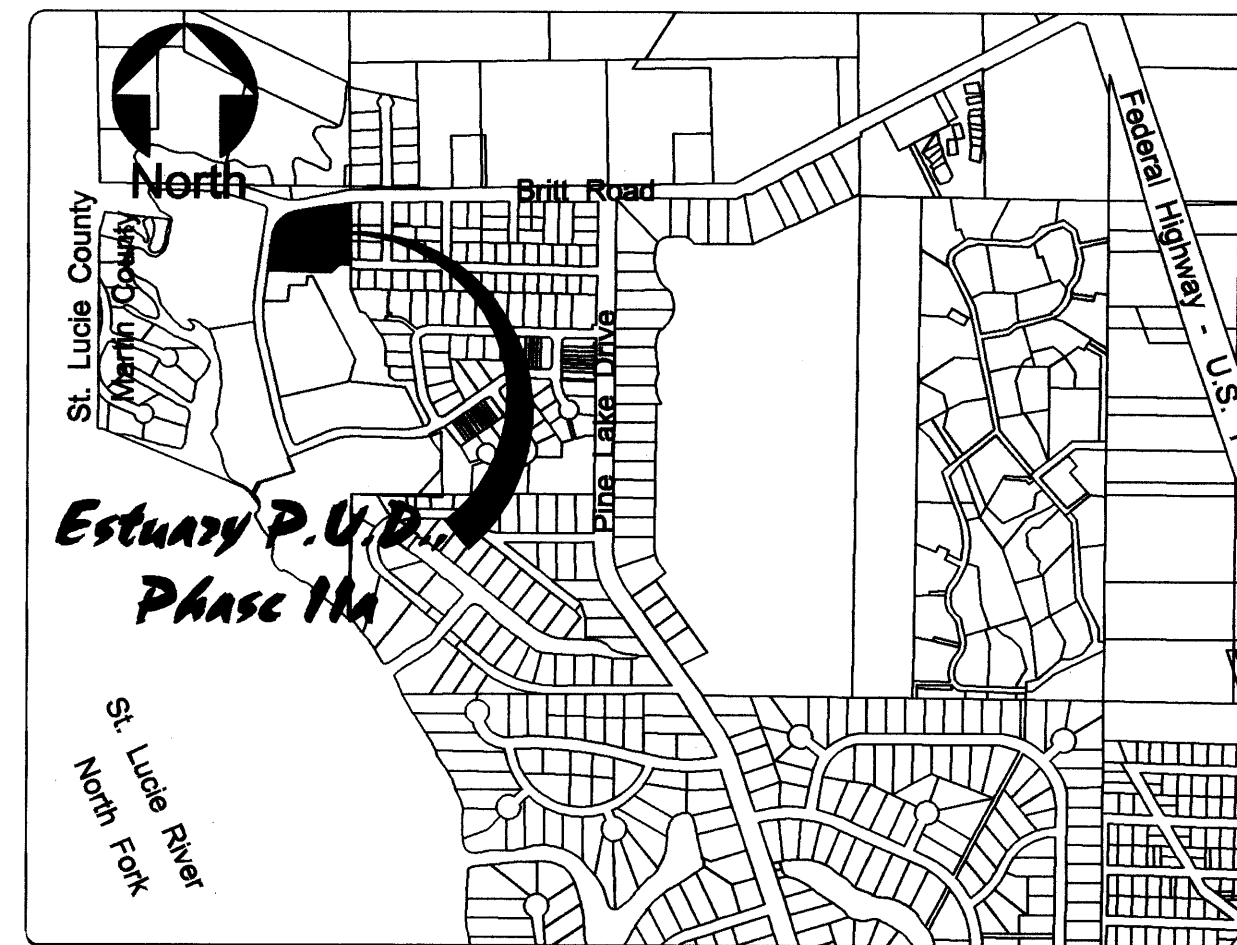 North
Britt Road
Federal Highway - U.S.
St. Lucie County
Martin County
Pine Lake Drive
Estuary P.U.D.,
Phase IIa
St. Lucie River
North Fork